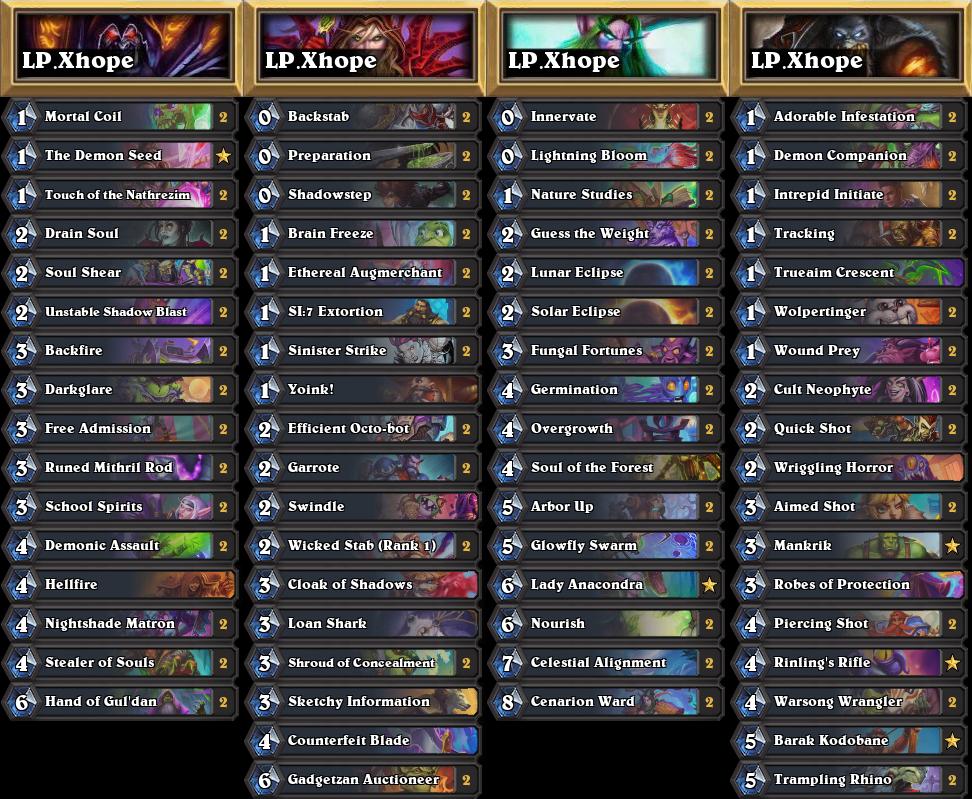 LP.Xhope
1 Mortal Coil 2
1 The Demon Seed
1 Touch of the Nathrezim 2
2 Drain Soul 2
2 Soul Shear 2
2 Unstable Shadow Blast 2
3 Backfire 2
3 Darkglare 2
3 Free Admission 2
3 Runed Mithril Rod 2
3 School Spirits 2
4 Demonic Assault 2
4 Hellfire
4 Nightshade Matron 2
4 Stealer of Souls 2
6 Hand of Gul'dan 2
LP.Xhope
0 Backstab 2
0 Preparation 2
0 Shadowstep 2
1 Brain Freeze 2
1 Ethereal Augmerchant 2
1 SI:7 Extortion 2
1 Sinister Strike 2
1 Yoink! 2
2 Efficient Octo-bot 2
2 Garrote 2
2 Swindle
2 Wicked Stab (Rank 1) 2
3 Cloak of Shadows
3 Loan Shark
3 Shroud of Concealment 2
3 Sketchy Information
4 Counterfeit Blade
6 Gadgetzan Auctioneer 2
LP.Xhope
0 Innervate 2
0 Lightning Bloom 2
1 Nature Studies 2
2 Guess the Weight 2
2 Lunar Eclipse 2
2 Solar Eclipse 2
3 Fungal Fortunes 2
4 Germination 2
4 Overgrowth 2
4 Soul of the Forest
5 Arbor Up 2
5 Glowfly Swarm 2
6 Lady Anacondra
6 Nourish 2
7 Celestial Alignment 2
8 Cenarion Ward 2
LP.Xhope
1 Adorable Infestation 2
1 Demon Companion 2
1 Intrepid Initiate 2
1 Tracking 2
1 Trueaim Crescent
1 Wolpertinger 2
1 Wound Prey 2
2 Cult Neophyte 2
2 Quick Shot 2
2 Wriggling Horror
3 Aimed Shot 2
3 Mankrik
3 Robes of Protection
4 Piercing Shot 2
4 Rinling's Rifle
4 Warsong Wrangler 2
5 Barak Kodobane
5 Trampling Rhino 2